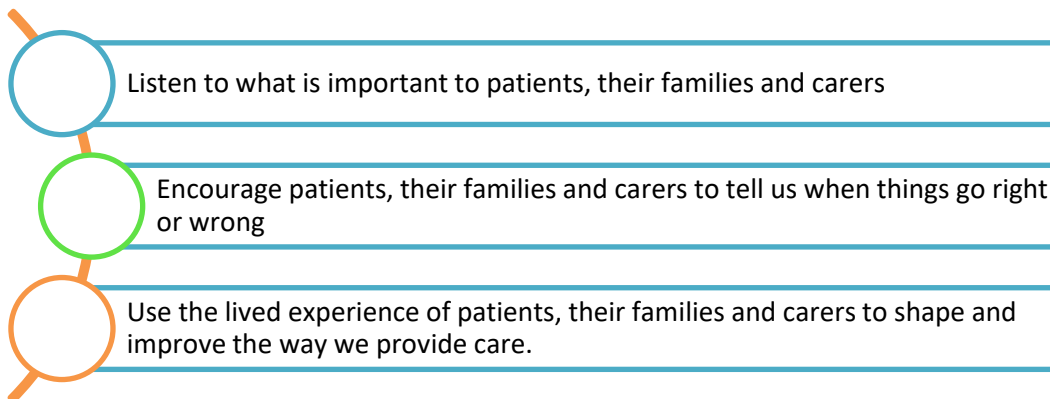 Listen to what is important to patients, their families and carers
Encourage patients, their families and carers to tell us when things go right
or wrong
Use the lived experience of patients, their families and carers to shape and
improve the way we provide care.